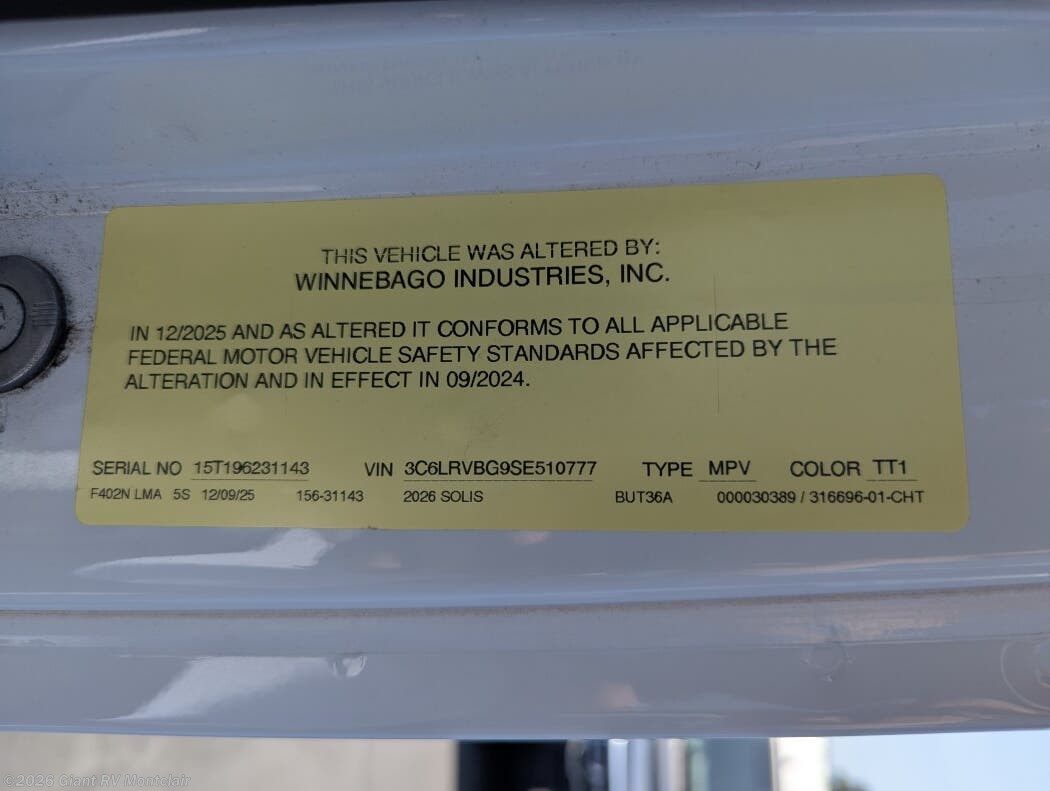 THIS VEHICLE WAS ALTERED BY:
WINNEBAGO INDUSTRIES, INC.
IN 12/2025 AND AS ALTERED IT CONFORMS TO ALL APPLICABLE
FEDERAL MOTOR VEHICLE SAFETY STANDARDS AFFECTED BY THE
ALTERATION AND IN EFFECT IN 09/2024.
SERIAL NO 15T196231143 VIN 3C6LRVBG9SE510777 TYPE MPV COLOR TT1
F402N LMA 5S 12/09/25 156-31143 2026 SOLIS BUT36A 000030389 / 316696-01-CHT
©2026 Giant RV Montclair